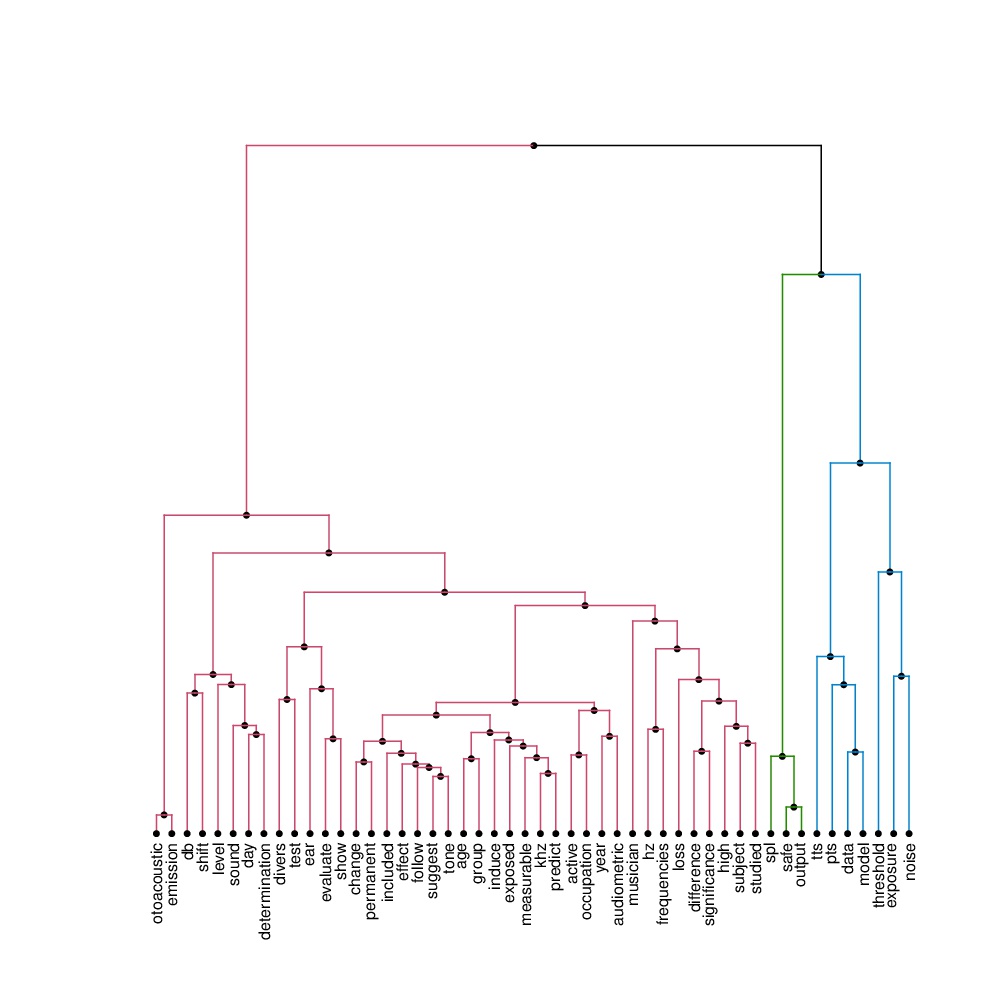 otoacoustic
emission
db
shift
level
sound
day
determination
divers
test
ear
evaluate
show
change
permanent
included
effect
follow
suggest
tone
age
group
induce
exposed
measurable
khz
predict
active
occupation
year
audiometric
musician
hz
frequencies
loss
difference
significance
high
subject
studied
spl
safe
output
tts
pts
data
model
threshold
exposure
noise